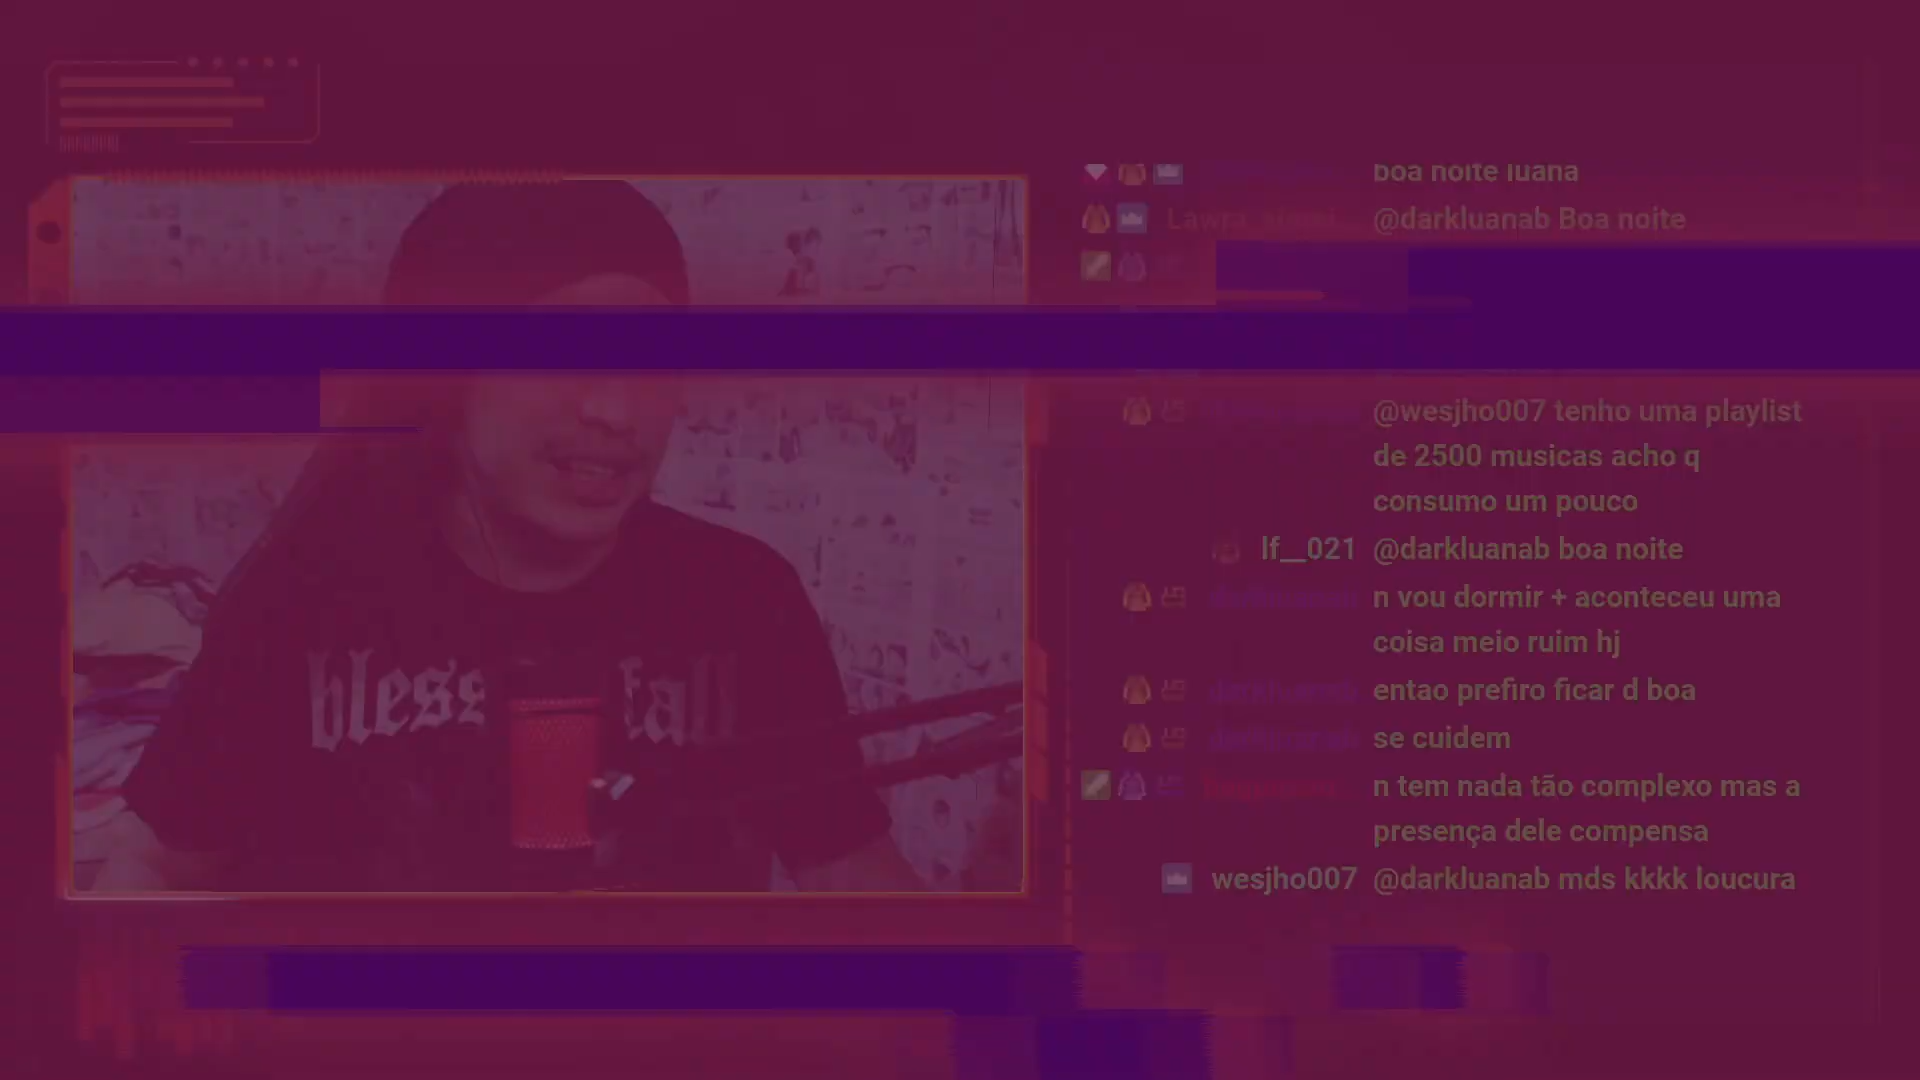 boa noite luana
@darkluanab Boa noite
@wesjho007 tenho uma playlist
de 2500 musicas acho q
consumo um pouco
lf__021 @darkluanab boa noite
n vou dormir + aconteceu uma
coisa meio ruim hj
entao prefiro ficar d boa
se cuidem
n tem nada tão complexo mas a
presença dele compensa
wesjho007 @darkluanab mds kkkk loucura
bless fall